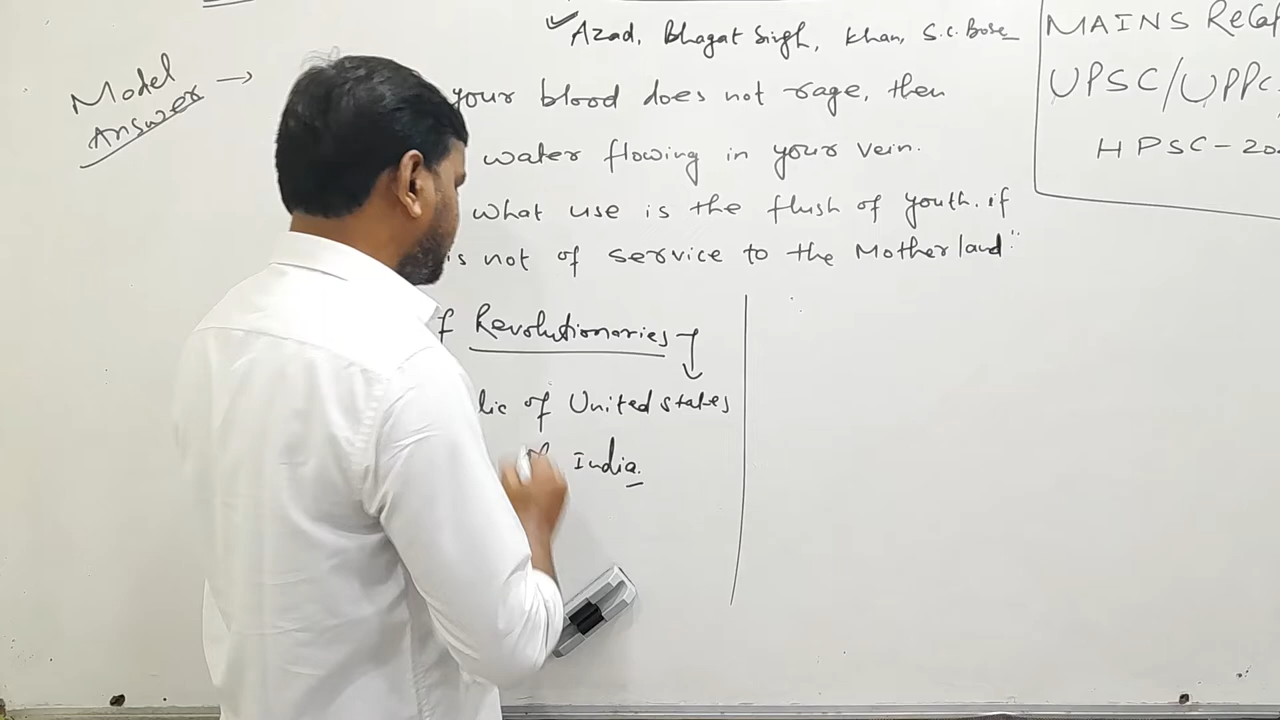 Azad, Bhagat Singh, Khan, S.C. Bose
MAINS Recap
UPSC/UPPC
HPSC-20
Model
Answer →
your blood does not rage, then
water flowing in your vein.
what use is the flush of youth. if
is not of service to the Motherland"
f Revolutionaries
lic of United states
of India.